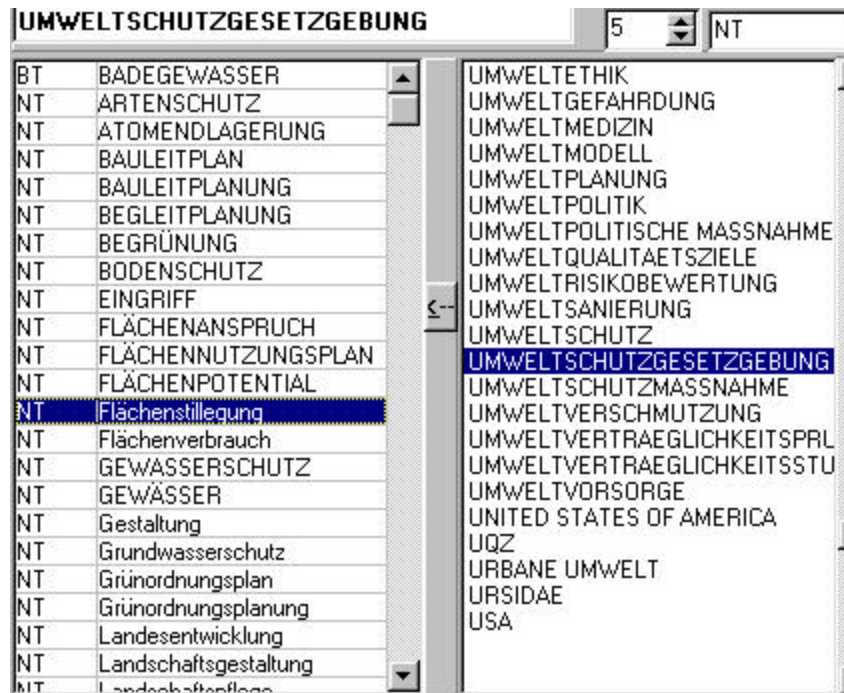 UMWELTSCHUTZGESETZGEBUNG
5
NT
BT BADEGEWASSER
NT ARTENSCHUTZ
NT ATOMENDLAGERUNG
NT BAULEITPLAN
NT BAULEITPLANUNG
NT BEGLEITPLANUNG
NT BEGRÜNUNG
NT BODENSCHUTZ
NT EINGRIFF
NT FLÄCHENANSPRUCH
NT FLÄCHENNUTZUNGSPLAN
NT FLÄCHENPOTENTIAL
NT Flächenstillegung
NT Flächenverbrauch
NT GEWASSERSCHUTZ
NT GEWÄSSER
NT Gestaltung
NT Grundwasserschutz
NT Grünordnungsplan
NT Grünordnungsplanung
NT Landesentwicklung
NT Landschaftsgestaltung
NT Landschaftspflege
<--
UMWELTETHIK
UMWELTGEFAHRDUNG
UMWELTMEDIZIN
UMWELTMODELL
UMWELTPLANUNG
UMWELTPOLITIK
UMWELTPOLITISCHE MASSNAHME
UMWELTQUALITAETSZIELE
UMWELTRISIKOBEWERTUNG
UMWELTSANIERUNG
UMWELTSCHUTZ
UMWELTSCHUTZGESETZGEBUNG
UMWELTSCHUTZMASSNAHME
UMWELTVERSCHMUTZUNG
UMWELTVERTRAEGLICHKEITSPRU
UMWELTVERTRAEGLICHKEITSSTU
UMWELTVORSORGE
UNITED STATES OF AMERICA
UQZ
URBANE UMWELT
URSIDAE
USA